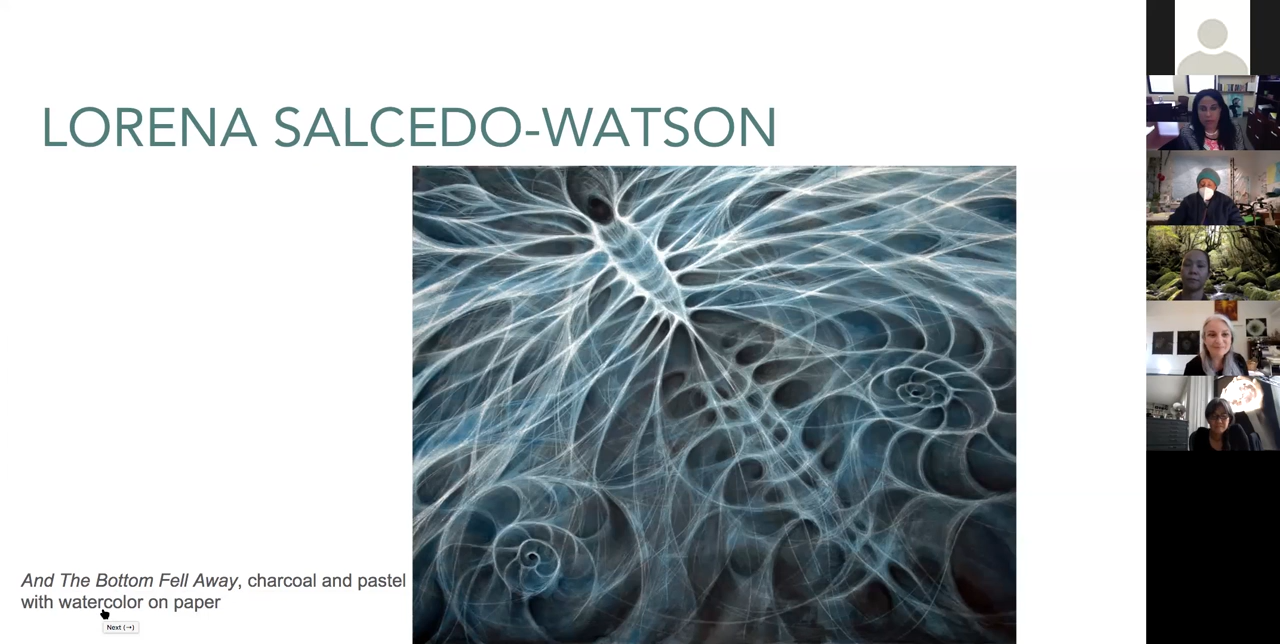 LORENA SALCEDO-WATSON
And The Bottom Fell Away, charcoal and pastel
with watercolor on paper
Next (→)